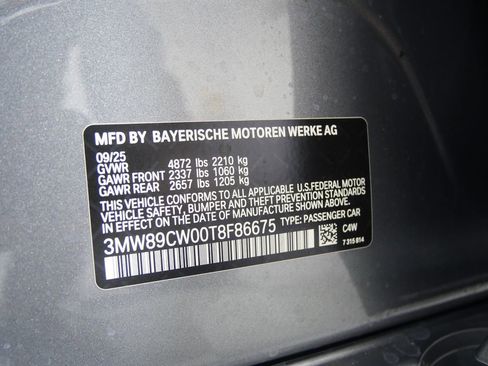 MFD BY BAYERISCHE MOTOREN WERKE AG
09/25
GVWR 4872 lbs 2210 kg
GAWR FRONT 2337 lbs 1060 kg
GAWR REAR 2657 lbs 1205 kg
THIS VEHICLE CONFORMS TO ALL APPLICABLE U.S.FEDERAL MOTOR
VEHICLE SAFETY, BUMPER AND THEFT PREVENTION STANDARDS
IN EFFECT ON THE DATE OF MANUFACTURE SHOWN ABOVE.
3MW89CW00T8F86675 TYPE: PASSENGER CAR
C4W
7 315 814